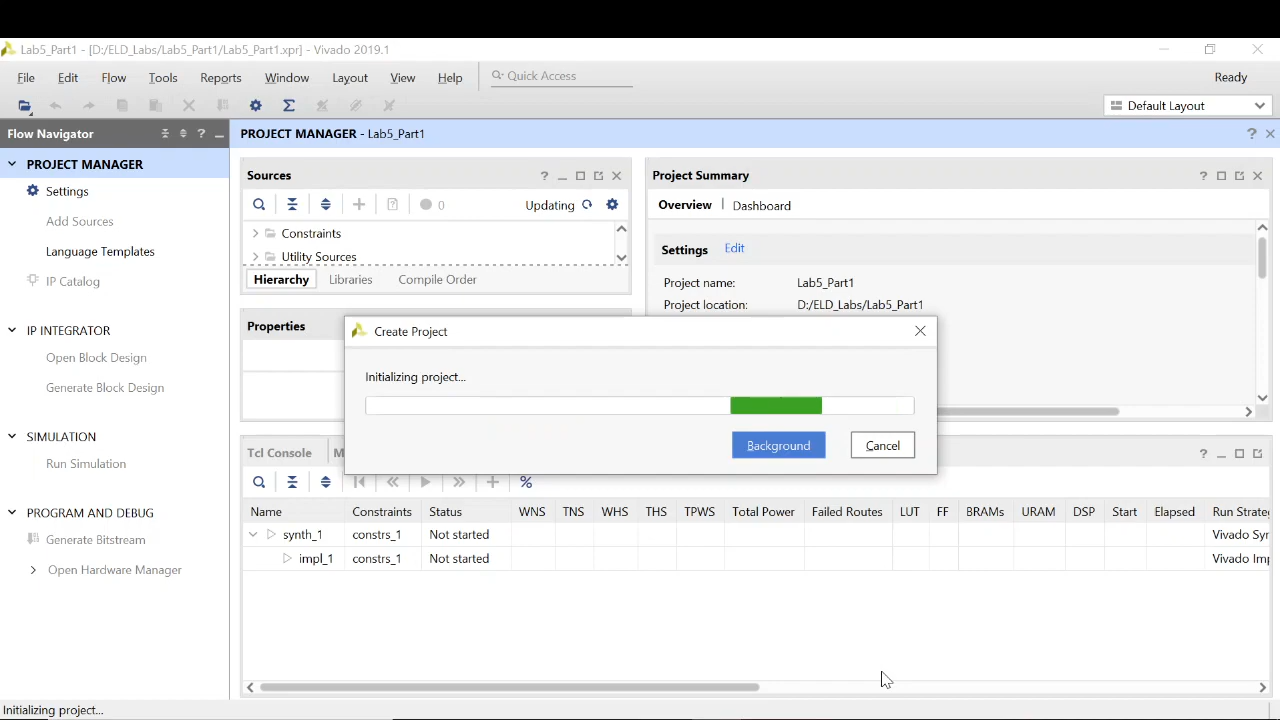 Lab5_Part1 - [D:/ELD_Labs/Lab5_Part1/Lab5_Part1.xpr] - Vivado 2019.1
File Edit Flow Tools Reports Window Layout View Help Quick Access Ready
Default Layout
Flow Navigator
PROJECT MANAGER - Lab5_Part1
PROJECT MANAGER
Settings
Add Sources
Language Templates
IP Catalog
IP INTEGRATOR
Open Block Design
Generate Block Design
SIMULATION
Run Simulation
PROGRAM AND DEBUG
Generate Bitstream
Open Hardware Manager
Sources
0 Updating
Constraints
Utility Sources
Hierarchy Libraries Compile Order
Properties
Project Summary
Overview Dashboard
Settings Edit
Project name: Lab5_Part1
Project location: D:/ELD_Labs/Lab5_Part1
Create Project
Initializing project...
Background Cancel
Tcl Console M
Name Constraints Status WNS TNS WHS THS TPWS Total Power Failed Routes LUT FF BRAMs URAM DSP Start Elapsed Run Strateg
synth_1 constrs_1 Not started Vivado Syn
impl_1 constrs_1 Not started Vivado Imp
Initializing project...